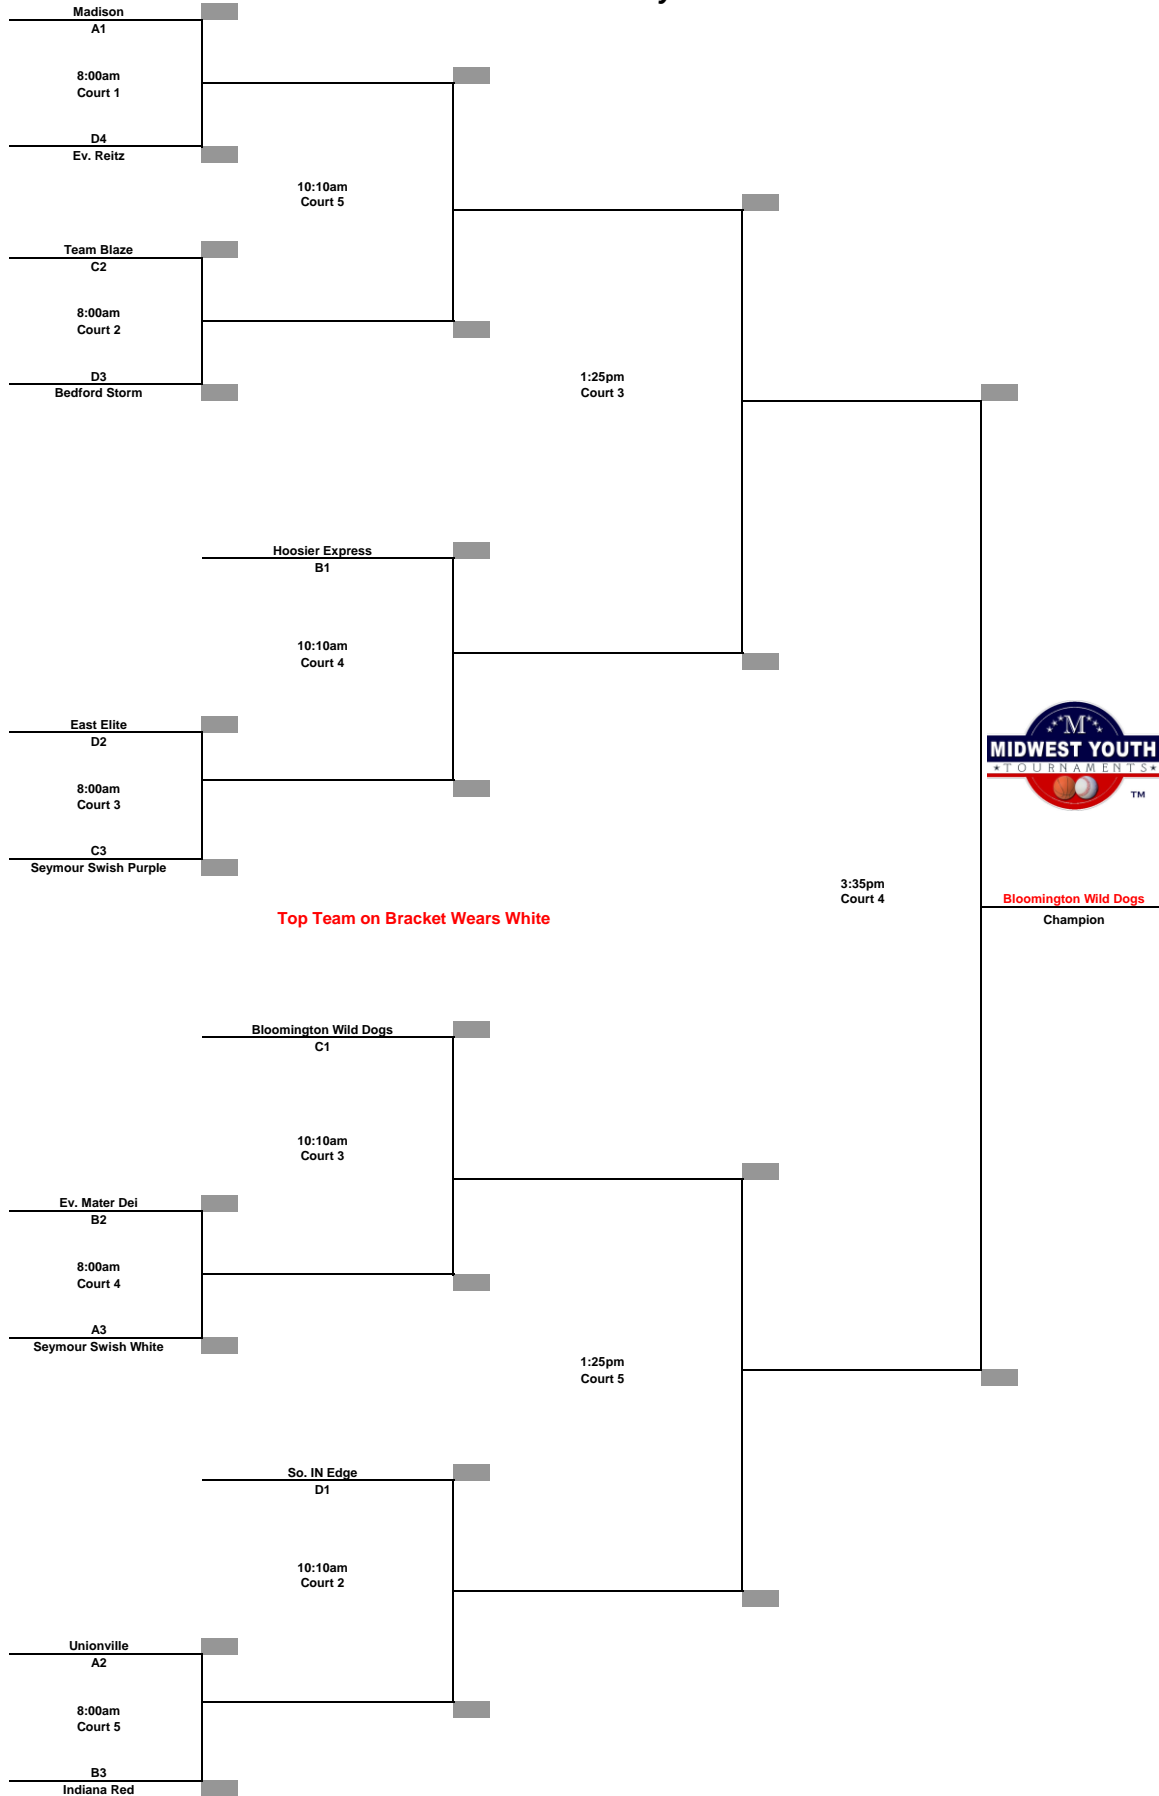 Madison
A1
8:00am
Court 1
D4
Ev. Reitz
10:10am
Court 5
Team Blaze
C2
8:00am
Court 2
D3
Bedford Storm
1:25pm
Court 3
Hoosier Express
B1
10:10am
Court 4
East Elite
D2
8:00am
Court 3
C3
Seymour Swish Purple
M
MIDWEST YOUTH
TOURNAMENTS
TM
3:35pm
Court 4
Bloomington Wild Dogs
Champion
Top Team on Bracket Wears White
Bloomington Wild Dogs
C1
10:10am
Court 3
Ev. Mater Dei
B2
8:00am
Court 4
A3
Seymour Swish White
1:25pm
Court 5
So. IN Edge
D1
10:10am
Court 2
Unionville
A2
8:00am
Court 5
B3
Indiana Red